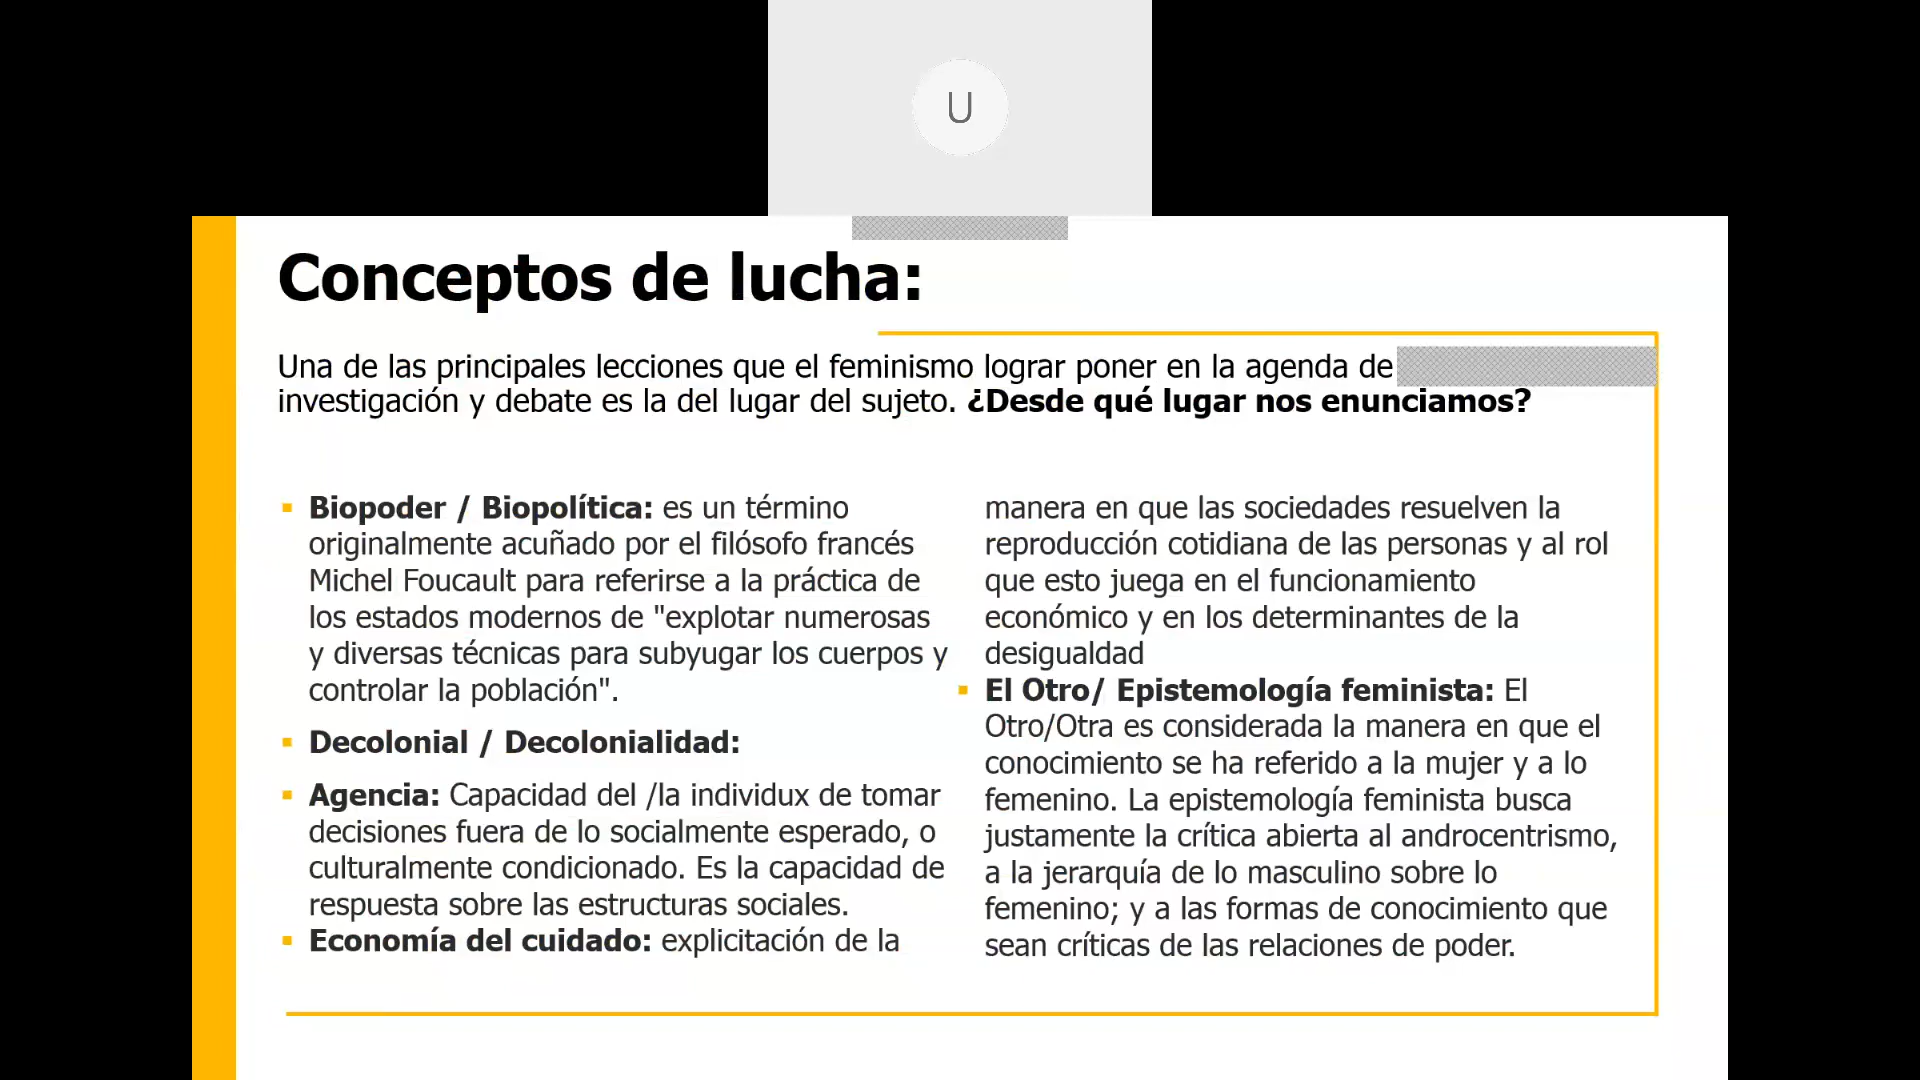 U
Conceptos de lucha:
Una de las principales lecciones que el feminismo lograr poner en la agenda de
investigación y debate es la del lugar del sujeto. ¿Desde qué lugar nos enunciamos?
Biopoder / Biopolítica: es un término
originalmente acuñado por el filósofo francés
Michel Foucault para referirse a la práctica de
los estados modernos de "explotar numerosas
y diversas técnicas para subyugar los cuerpos y
controlar la población".
Decolonial / Decolonialidad:
Agencia: Capacidad del /la individux de tomar
decisiones fuera de lo socialmente esperado, o
culturalmente condicionado. Es la capacidad de
respuesta sobre las estructuras sociales.
Economía del cuidado: explicitación de la
manera en que las sociedades resuelven la
reproducción cotidiana de las personas y al rol
que esto juega en el funcionamiento
económico y en los determinantes de la
desigualdad
El Otro/ Epistemología feminista: El
Otro/Otra es considerada la manera en que el
conocimiento se ha referido a la mujer y a lo
femenino. La epistemología feminista busca
justamente la crítica abierta al androcentrismo,
a la jerarquía de lo masculino sobre lo
femenino; y a las formas de conocimiento que
sean críticas de las relaciones de poder.